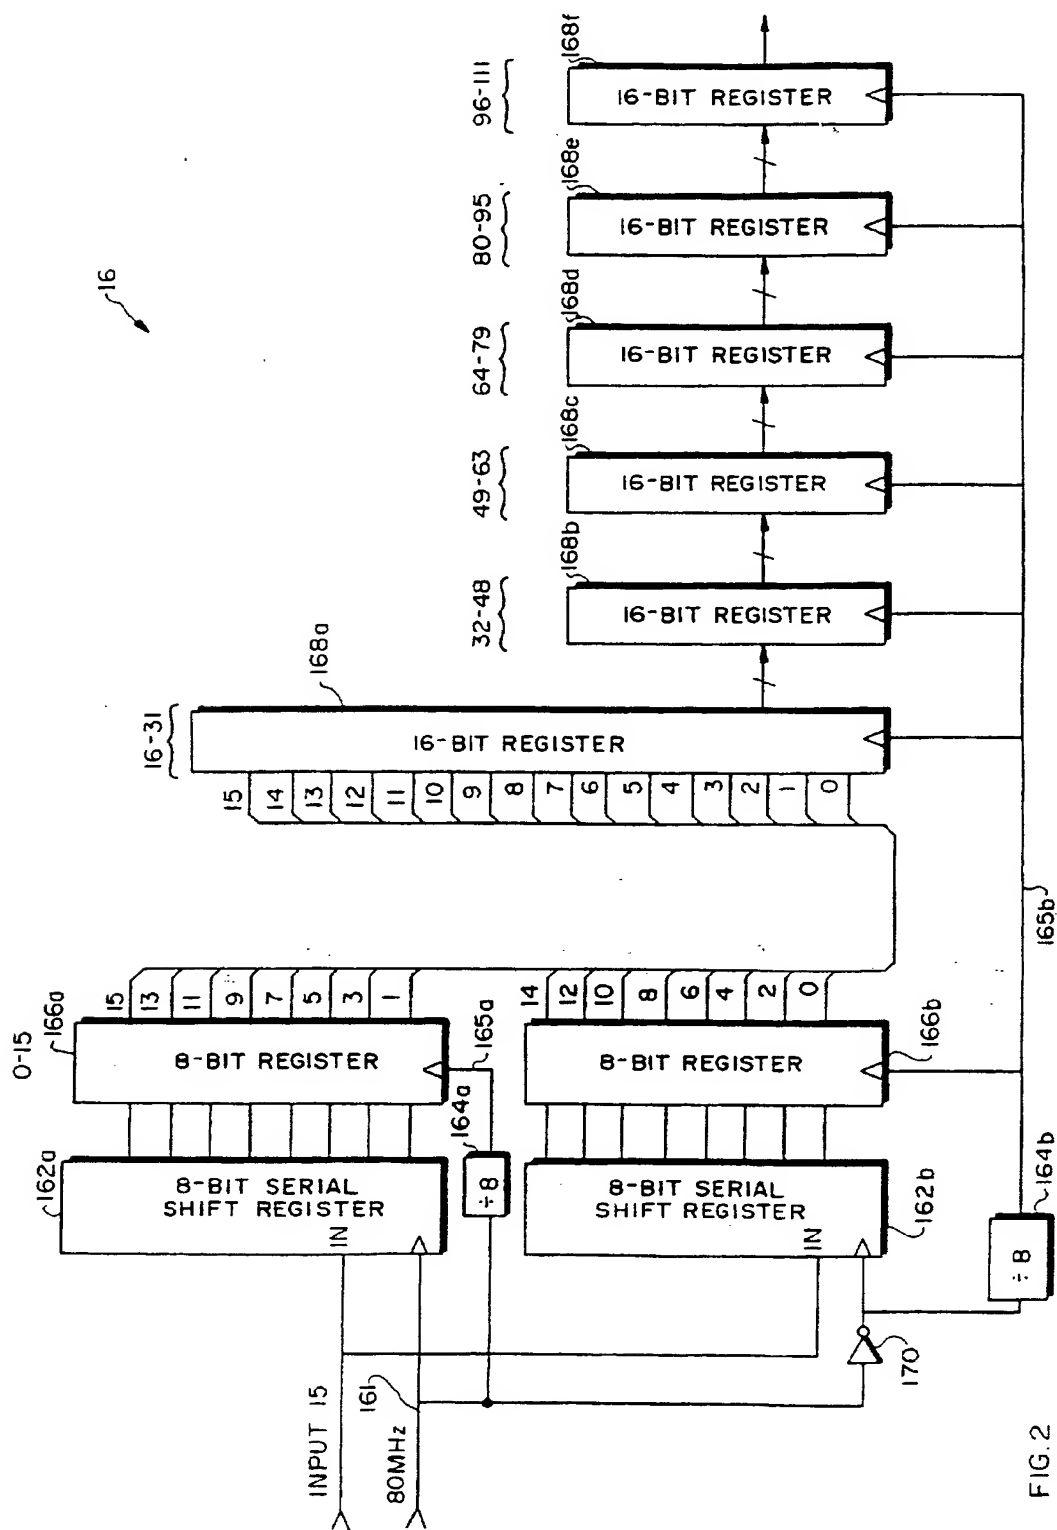 16
0-15
16-31
32-48
49-63
64-79
80-95
96-111
162a
8-BIT SERIAL
SHIFT REGISTER
IN
166a
8-BIT REGISTER
15
13
11
9
7
5
3
1
164a
÷8
165a
162b
8-BIT SERIAL
SHIFT REGISTER
IN
166b
8-BIT REGISTER
14
12
10
8
6
4
2
0
168a
16-BIT REGISTER
15
14
13
12
11
10
9
8
7
6
5
4
3
2
1
0
168b
16-BIT REGISTER
168c
16-BIT REGISTER
168d
16-BIT REGISTER
168e
16-BIT REGISTER
168f
16-BIT REGISTER
INPUT 15
80MHz
161
170
÷8
164b
165b
FIG. 2